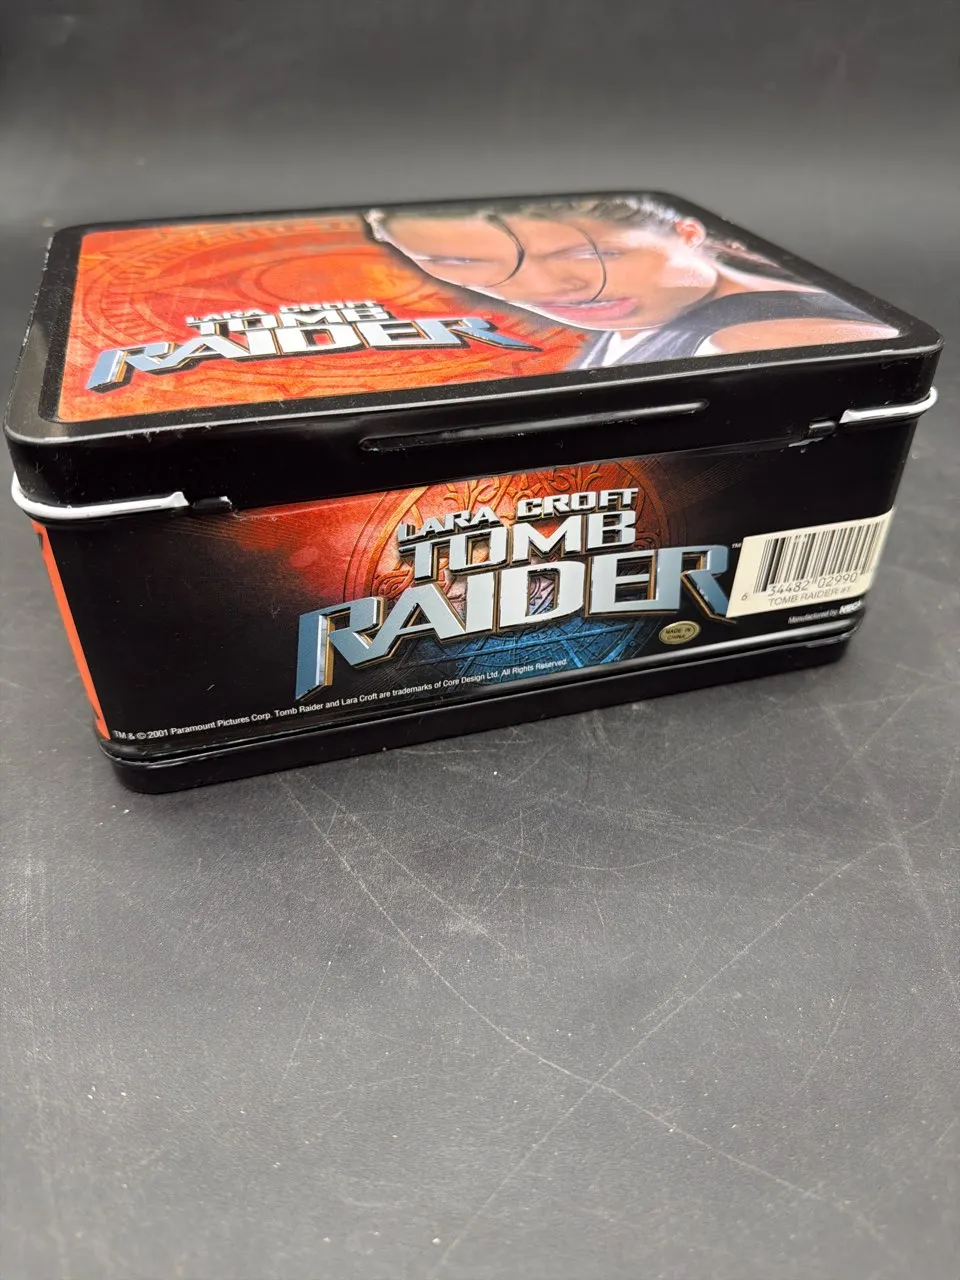 LARA CROFT
TOMB
RAIDER
LARA CROFT
TOMB
RAIDER™
6 34482 02990
TOMB RAIDER #1
MADE IN
CHINA
Manufactured by NECA
TM & © 2001 Paramount Pictures Corp. Tomb Raider and Lara Croft are trademarks of Core Design Ltd. All Rights Reserved.